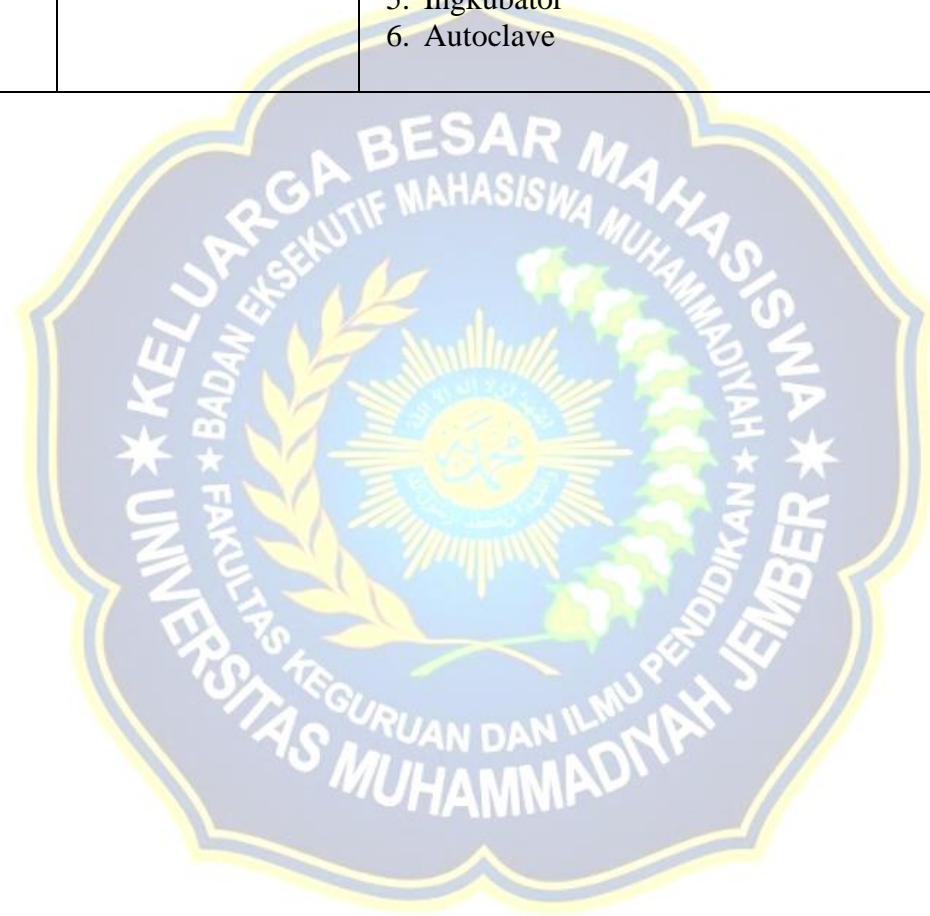 5. Ingkubator
6. Autoclave
KELUARGA BESAR MAHASISWA
BADAN EKSEKUTIF MAHASISWA MUHAMMADIYAH
FAKULTAS KEGURUAN DAN ILMU PENDIDIKAN
UNIVERSITAS MUHAMMADIYAH JEMBER